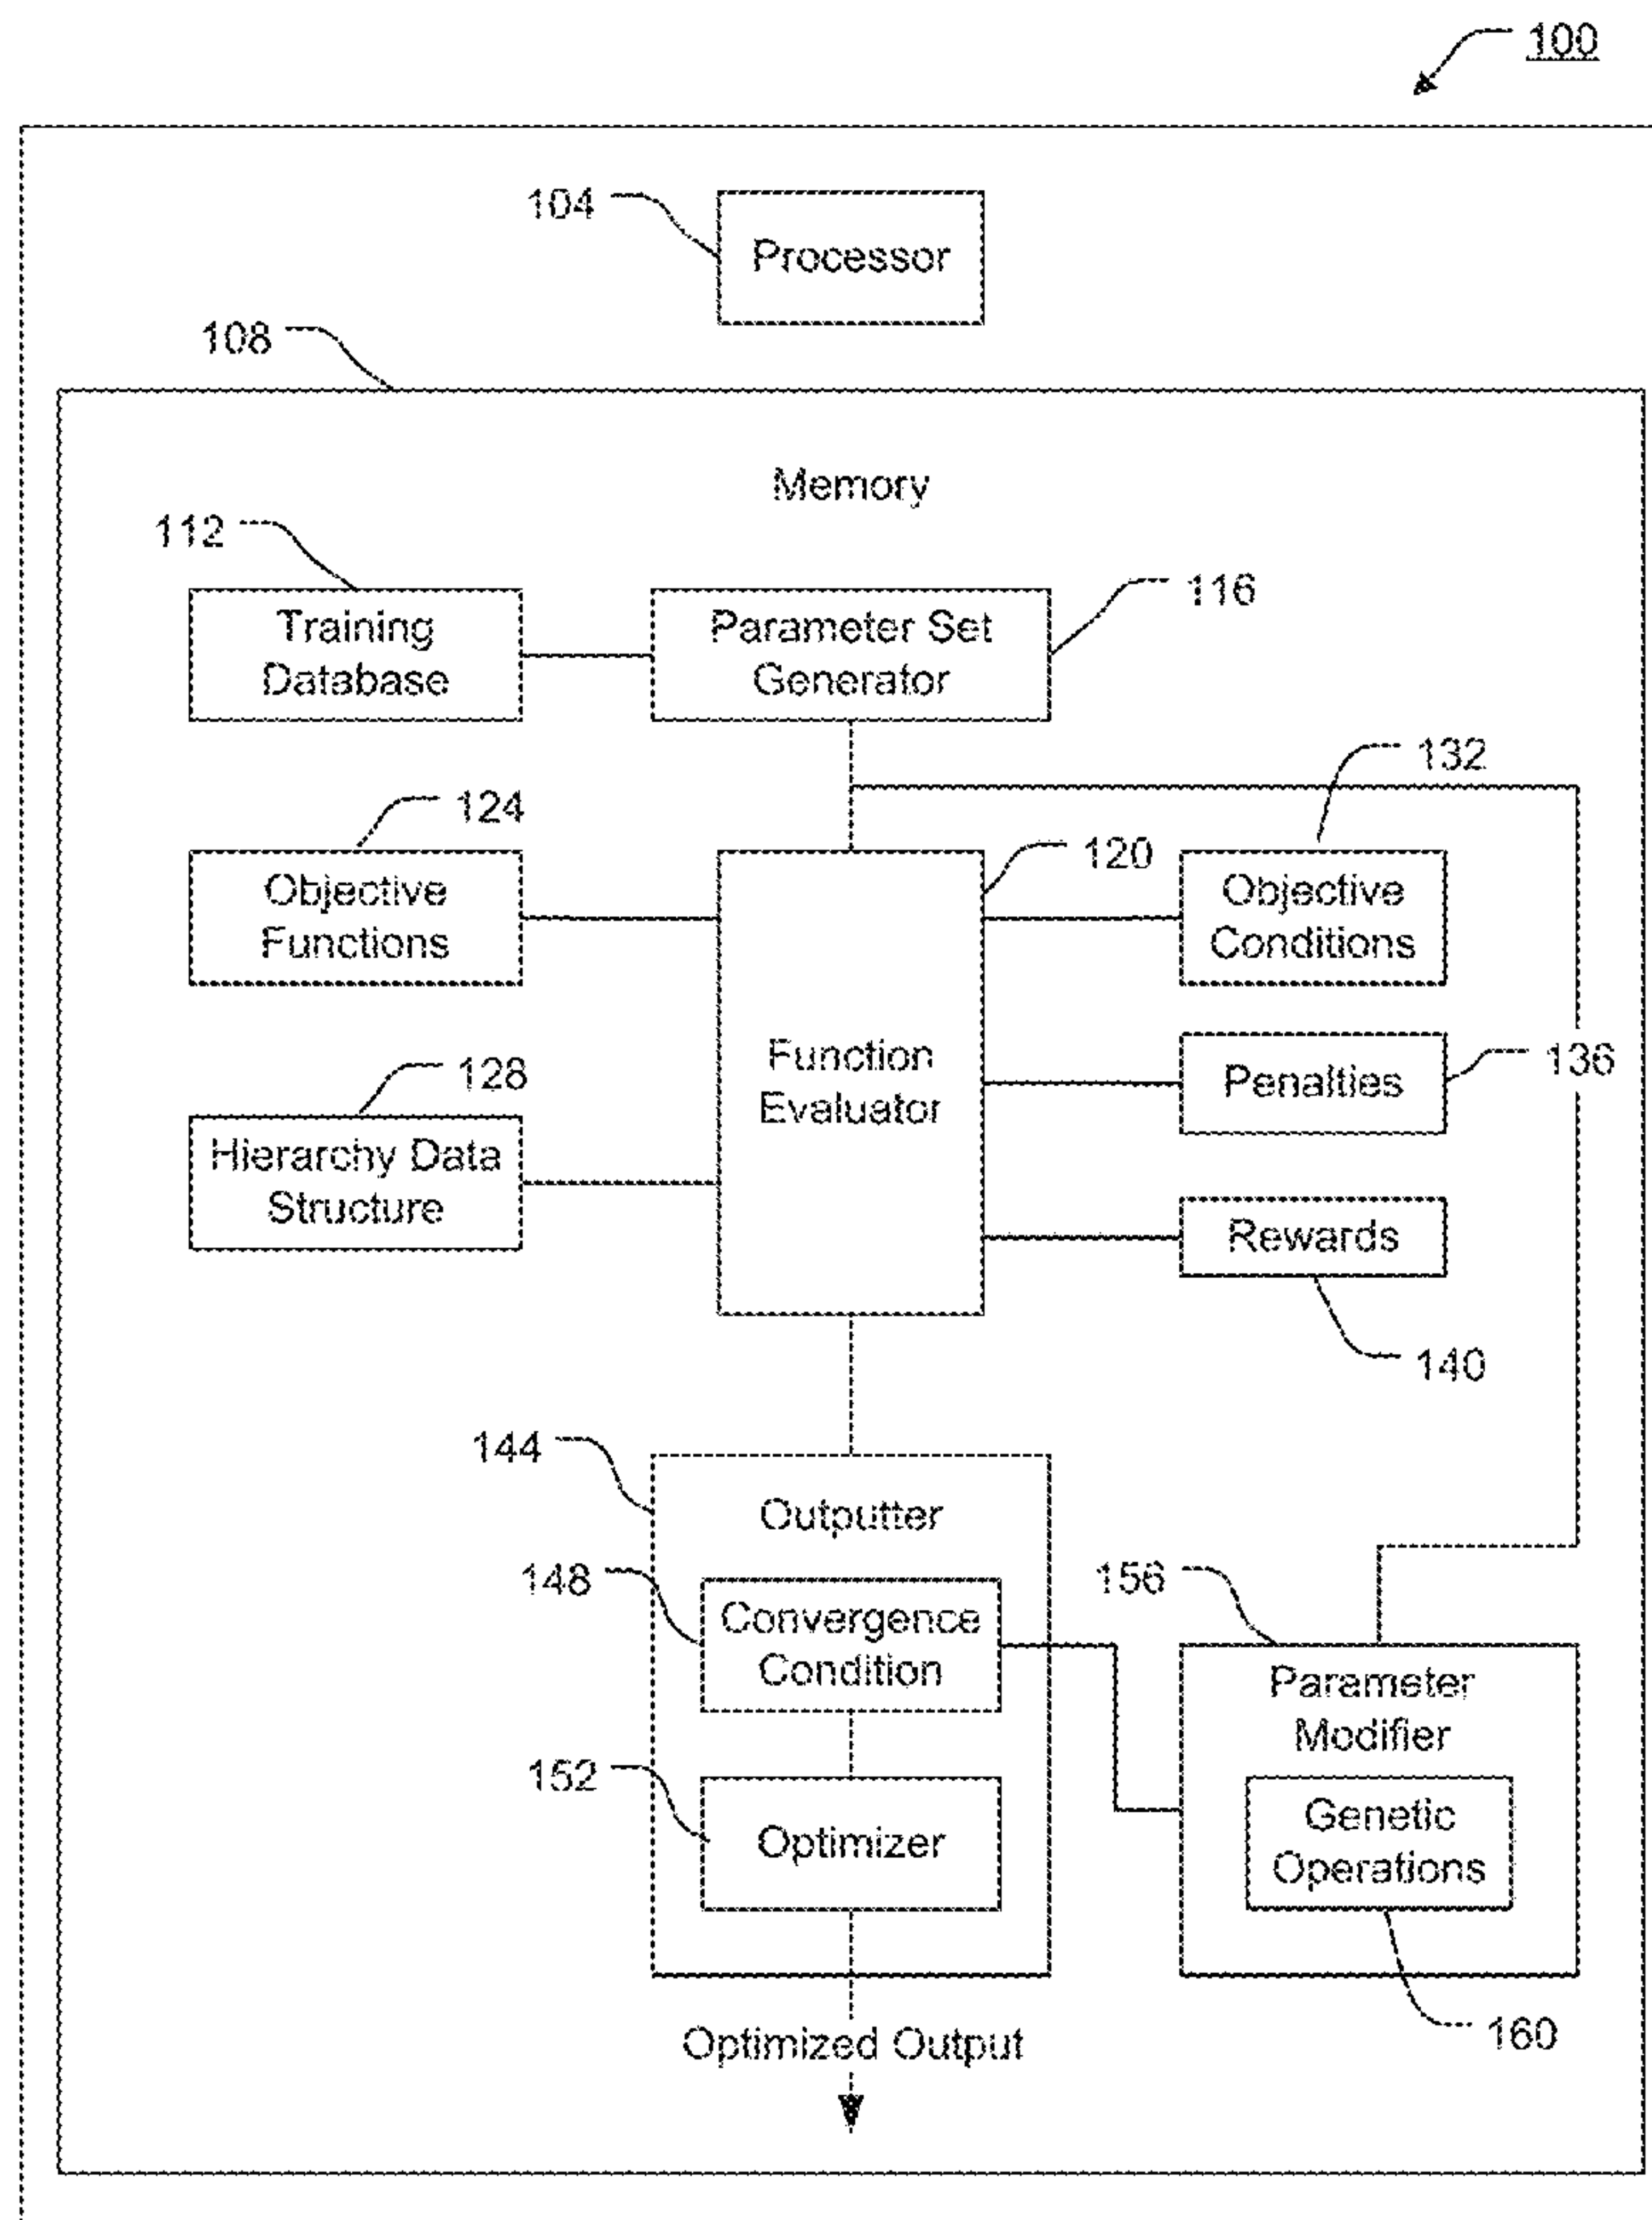 100
104
Processor
108
Memory
112
Training
Database
Parameter Set
Generator
116
124
132
Objective
Functions
120
Objective
Conditions
128
Hierarchy Data
Structure
Function
Evaluator
Penalties
136
Rewards
140
144
Outputter
148
Convergence
Condition
156
Parameter
Modifier
152
Optimizer
Genetic
Operations
160
Optimized Output